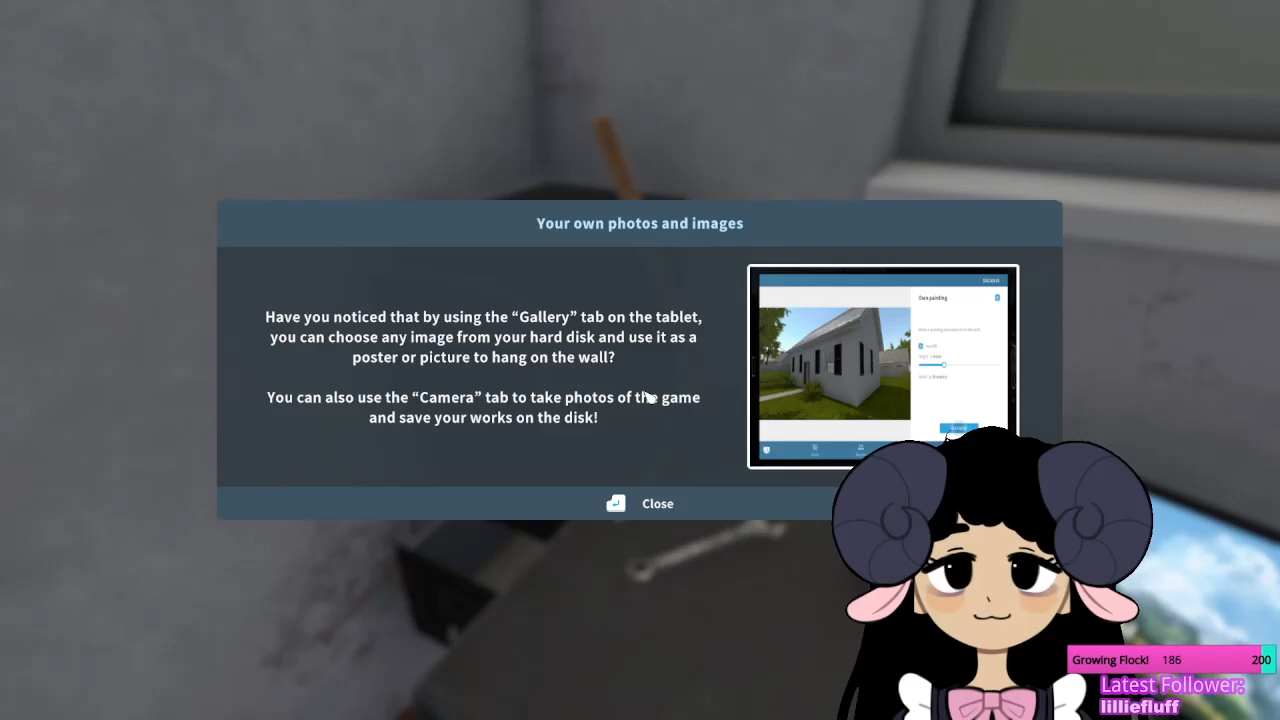 Your own photos and images
Have you noticed that by using the “Gallery” tab on the tablet,
you can choose any image from your hard disk and use it as a
poster or picture to hang on the wall?
You can also use the “Camera” tab to take photos of the game
and save your works on the disk!
Own painting
Close
Growing Flock! 186 200
Latest Follower:
lilliefluff